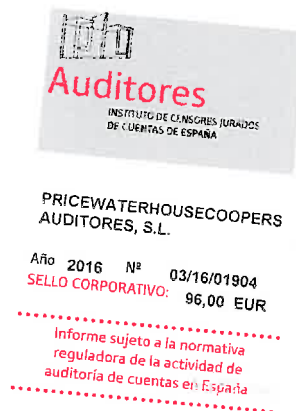 Auditores
INSTITUTO DE CENSORES JURADOS
DE CUENTAS DE ESPAÑA
PRICEWATERHOUSECOOPERS
AUDITORES, S.L.
Año 2016 Nº 03/16/01904
SELLO CORPORATIVO: 96,00 EUR
Informe sujeto a la normativa
reguladora de la actividad de
auditoría de cuentas en España